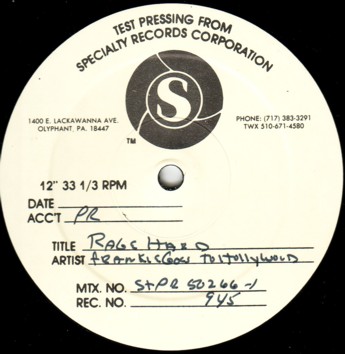 TEST PRESSING FROM
SPECIALTY RECORDS CORPORATION
S
TM
1400 E. LACKAWANNA AVE.
OLYPHANT, PA. 18447
PHONE: (717) 383-3291
TWX 510-671-4580
12" 33 1/3 RPM
DATE
ACC'T PR
TITLE RAGE HARD
ARTIST FRANKIE GOES TO HOLLYWOOD
MTX. NO. StPR 50266-1
REC. NO. 945